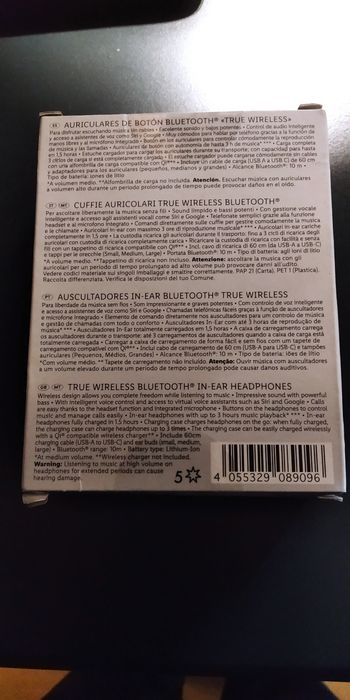 ES AURICULARES DE BOTÓN BLUETOOTH® «TRUE WIRELESS»
Para disfrutar escuchando música sin cables • Excelente sonido y bajos potentes • Control de audio inteligente
y acceso a asistentes de voz como Siri y Google • Muy cómodos para hablar por teléfono gracias a la función de
manos libres y al micrófono integrado • Botón en los auriculares para controlar cómodamente la reproducción
de música y las llamadas • Auriculares de botón con autonomía de hasta 3 h de música* *** • Carga completa
en 1,5 horas • Estuche cargador para cargar los auriculares durante su transporte; con capacidad para hasta
3 ciclos de carga si está completamente cargado • El estuche cargador puede cargarse cómodamente sin cables
con una alfombrilla de carga compatible con Qi®** • Incluye un cable de carga (USB A a USB C) de 60 cm
y adaptadores para los auriculares (pequeños, medianos y grandes) • Alcance Bluetooth®: 10 m •
Tipo de batería: iones de litio
*A volumen medio. **Alfombrilla de carga no incluida. Atención. Escuchar música con auriculares
a volumen alto durante un periodo prolongado de tiempo puede provocar daños en el oído.
IT MT CUFFIE AURICOLARI TRUE WIRELESS BLUETOOTH®
Per ascoltare liberamente la musica senza fili • Sound impressivo e bassi potenti • Con gestione vocale
intelligente e accesso agli assistenti vocali come Siri e Google • Telefonate semplici grazie alla funzione
headset e al microfono integrato • Comandi direttamente sulle cuffie per gestire comodamente la musica
e chiamate • Auricolari In-ear con massimo 3 ore di riproduzione musicale* *** • Auricolari in-ear cariche
completamente in 1,5 ore • La custodia ricarica gli auricolari durante il trasporto: fino a 3 cicli di ricarica degli
auricolari con custodia di ricarica completamente carica • Ricaricare la custodia di ricarica con facilità e senza
fili con un tappetino di ricarica compatibile con Qi®** • Incl. cavo di ricarica di 60 cm (da USB-A a USB-C)
e tappi per le orecchie (Small, Medium, Large) • Portata Bluetooth® 10 m • Tipo di batteria: agli ioni di litio
*A volume medio. **Tappetino di ricarica non incluso. Attenzione: ascoltare la musica con gli
auricolari per un periodo di tempo prolungato ad alto volume può provocare danni all'udito.
Vedere codici materiali sui singoli imballaggi e smaltire correttamente. PAP 21 (Carta), PET 1 (Plastica).
Raccolta differenziata. Verifica le disposizioni del tuo Comune.
PT AUSCULTADORES IN-EAR BLUETOOTH® TRUE WIRELESS
Para liberdade da música sem fios • Som impressionante e graves potentes • Com comando de voz inteligente
e acesso a assistentes de voz como Siri e Google • Chamadas telefónicas fáceis graças à função de auscultadores
e microfone integrado • Elemento de comando diretamente nos auscultadores para um controlo de música
e gestão de chamadas com todo o conforto • Auscultadores In-Ear com até 3 horas de reprodução de
música* *** • Auscultadores In-Ear totalmente carregados em 1,5 horas • A caixa de carregamento carrega
os auscultadores durante o transporte: até 3 carregamentos de auscultadores quando a caixa de carga está
totalmente carregada • Carregar a caixa de carregamento de forma fácil e sem fios com um tapete de
carregamento compatível com Qi®** • Inclui cabo de carregamento de 60 cm (USB-A para USB-C) e tampões
auriculares (Pequenos, Médios, Grandes) • Alcance Bluetooth®: 10 m • Tipo de bateria: iões de lítio
*Com volume médio. ** Tapete de carregamento não incluído. Atenção: Ouvir música com auscultadores
a um volume elevado durante um período prolongado pode causar danos auditivos.
GB MT TRUE WIRELESS BLUETOOTH® IN-EAR HEADPHONES
Wireless design allows you complete freedom while listening to music • Impressive sound with powerful
bass • With intelligent voice control and access to virtual voice assistants such as Siri and Google • Calls
are easy thanks to the headset function and integrated microphone • Buttons on the headphones to control
music and manage calls easily • In-ear headphones with up to 3 hours music playback* *** • In-ear
headphones fully charged in 1.5 hours • Charging case charges headphones on the go: when fully charged,
the charging case can charge headphones up to 3 times • The charging case can be easily charged wirelessly
with a Qi® compatible wireless charger** • Include 60cm
charging cable (USB-A to USB-C) and ear buds (small, medium,
large) • Bluetooth® range: 10m • Battery type: Lithium-Ion
*At medium volume. **Wireless charger not included.
Warning: Listening to music at high volume on
headphones for extended periods can cause
hearing damage.
5
4 055329 089096